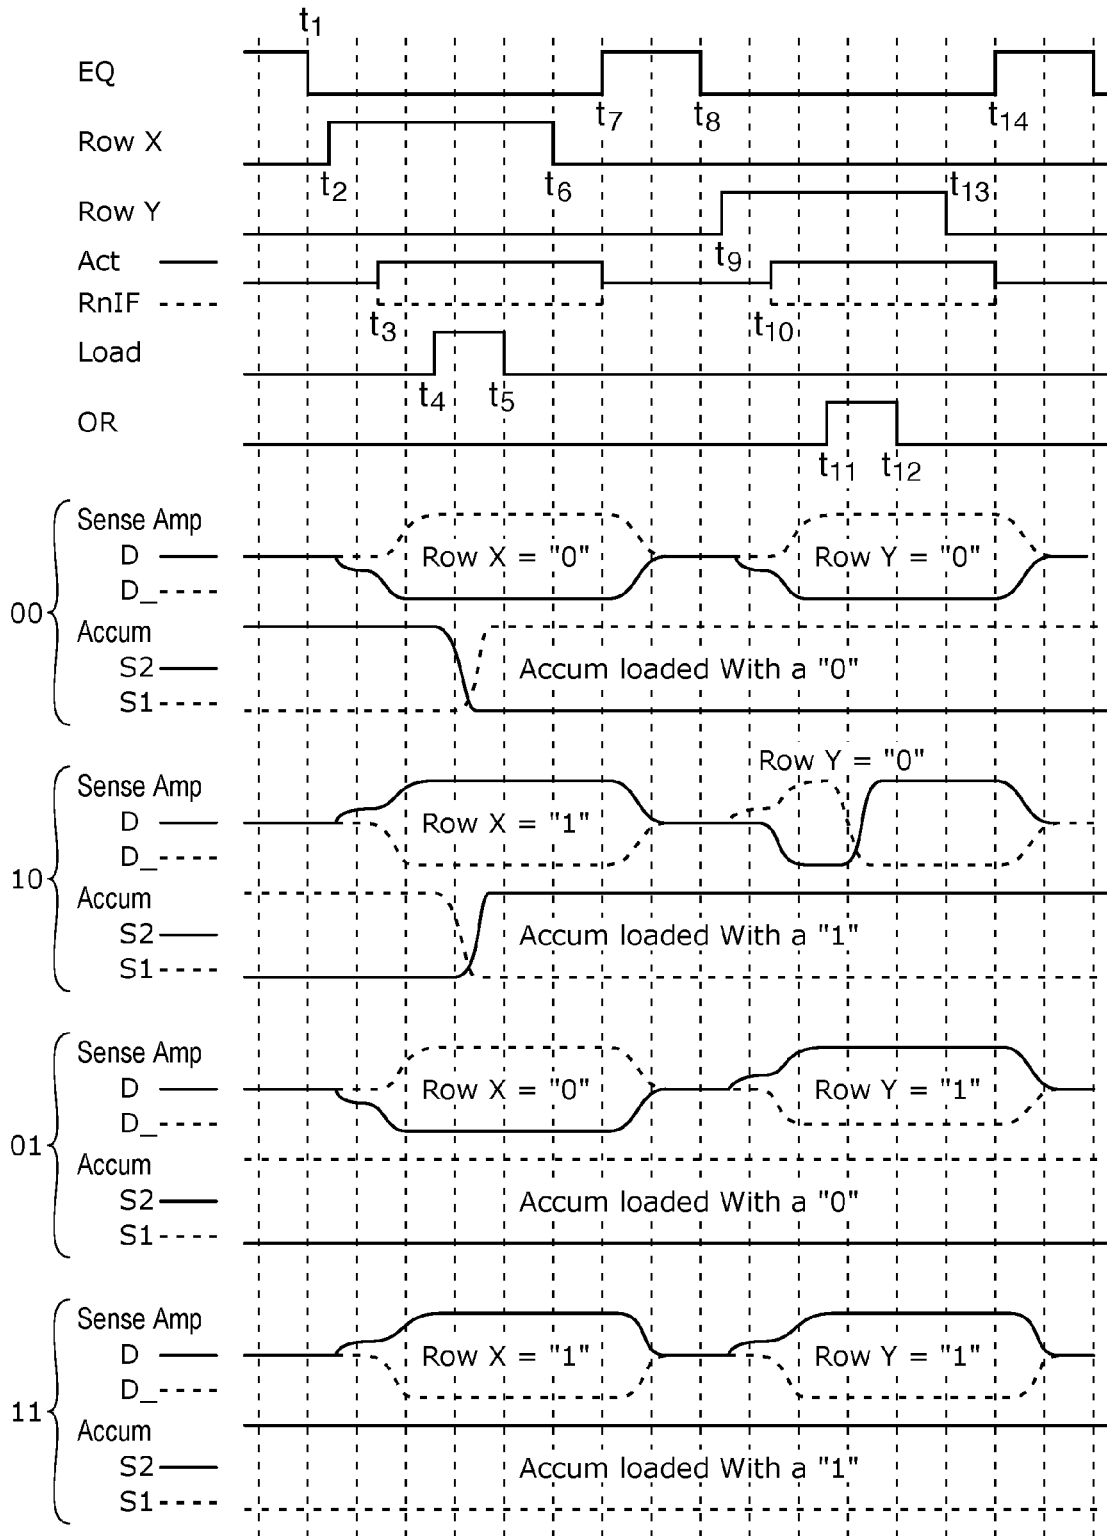 t1
EQ
t7
t8
t14
Row X
t2
t6
t13
Row Y
t9
Act
RnIF
t3
t10
Load
t4
t5
OR
t11
t12
00
Sense Amp
D
D_
Row X = "0"
Row Y = "0"
Accum
S2
S1
Accum loaded With a "0"
10
Sense Amp
D
D_
Row X = "1"
Row Y = "0"
Accum
S2
S1
Accum loaded With a "1"
01
Sense Amp
D
D_
Row X = "0"
Row Y = "1"
Accum
S2
S1
Accum loaded With a "0"
11
Sense Amp
D
D_
Row X = "1"
Row Y = "1"
Accum
S2
S1
Accum loaded With a "1"